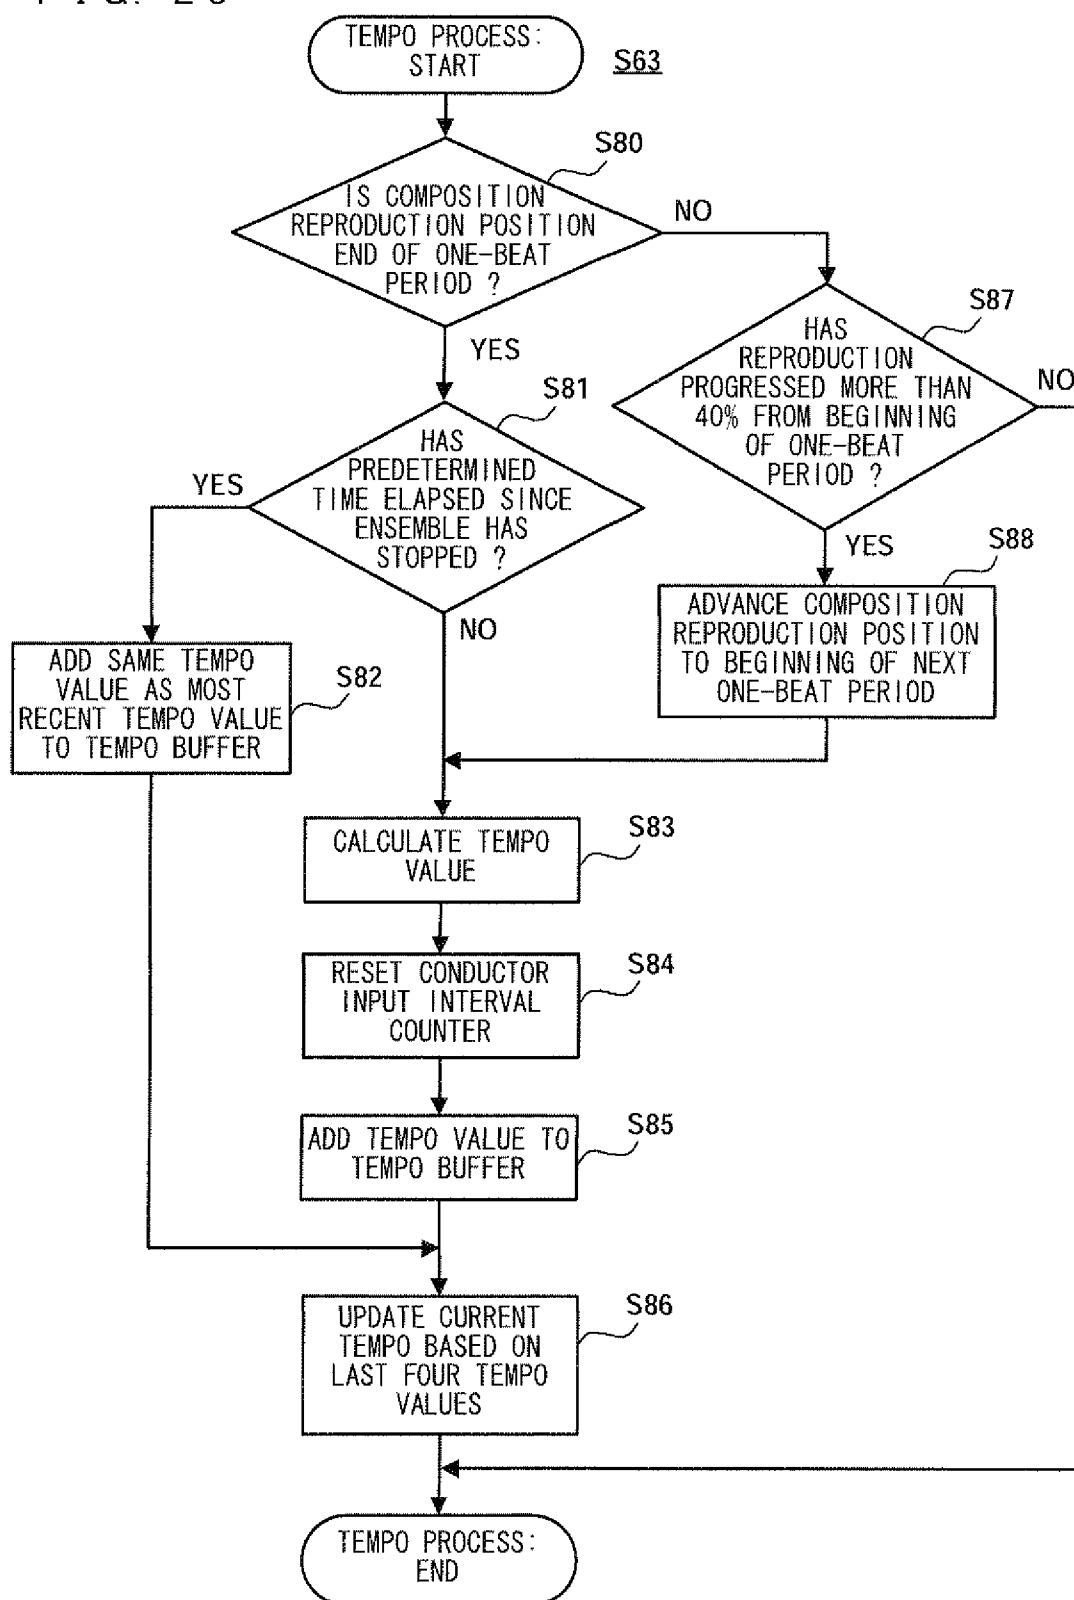 TEMPO PROCESS:
START
S63
S80
IS COMPOSITION
REPRODUCTION POSITION
END OF ONE-BEAT
PERIOD ?
NO
YES
S87
HAS
REPRODUCTION
PROGRESSED MORE THAN
40% FROM BEGINNING
OF ONE-BEAT
PERIOD ?
NO
YES
S81
HAS
PREDETERMINED
TIME ELAPSED SINCE
ENSEMBLE HAS
STOPPED ?
YES
NO
S88
ADVANCE COMPOSITION
REPRODUCTION POSITION
TO BEGINNING OF NEXT
ONE-BEAT PERIOD
ADD SAME TEMPO
VALUE AS MOST
RECENT TEMPO VALUE
TO TEMPO BUFFER
S82
CALCULATE TEMPO
VALUE
S83
RESET CONDUCTOR
INPUT INTERVAL
COUNTER
S84
ADD TEMPO VALUE TO
TEMPO BUFFER
S85
UPDATE CURRENT
TEMPO BASED ON
LAST FOUR TEMPO
VALUES
S86
TEMPO PROCESS:
END